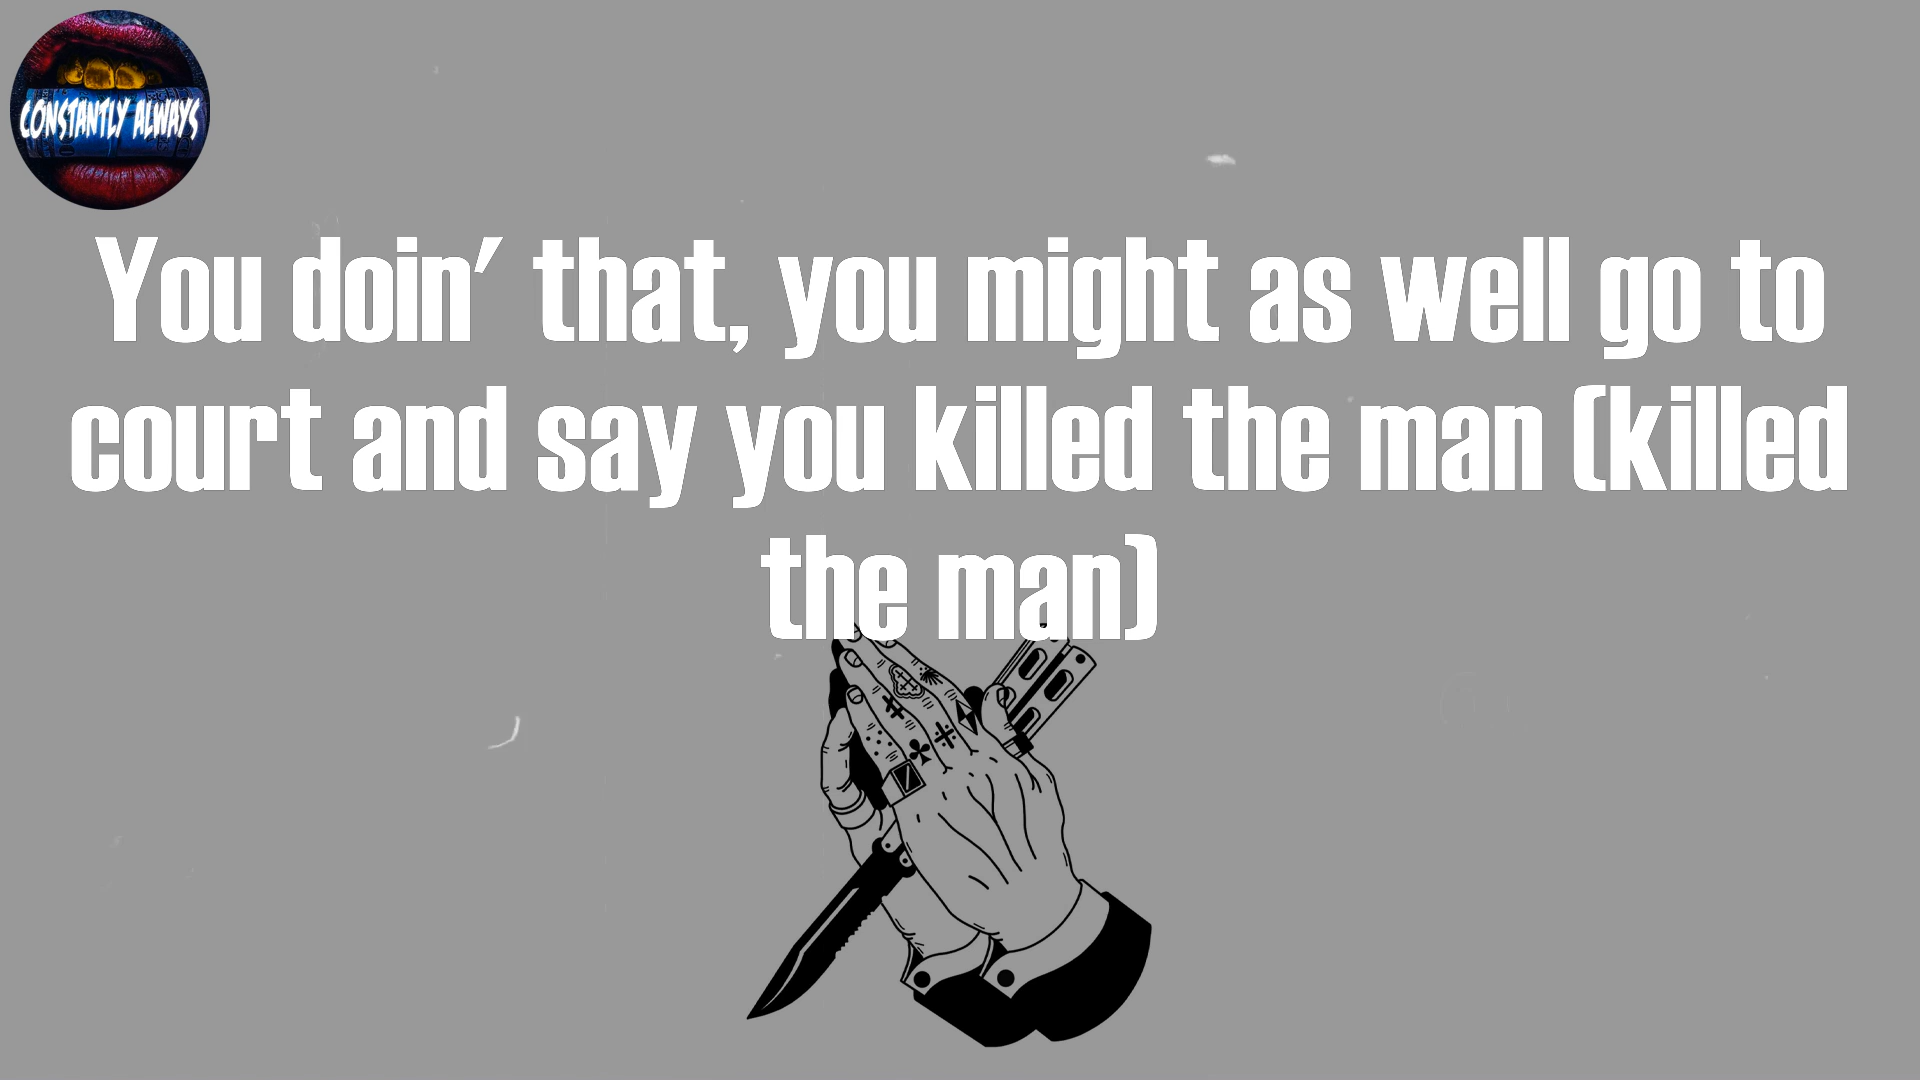 CONSTANTLY ALWAYS
You doin' that, you might as well go to
court and say you killed the man (killed
the man)